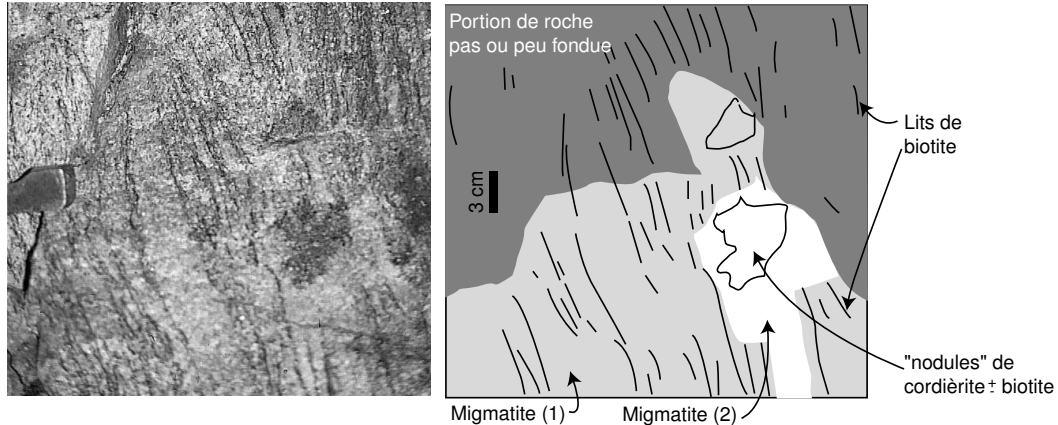 Portion de roche
pas ou peu fondue
Lits de
biotite
3 cm
"nodules" de
cordièrite ± biotite
Migmatite (1)
Migmatite (2)